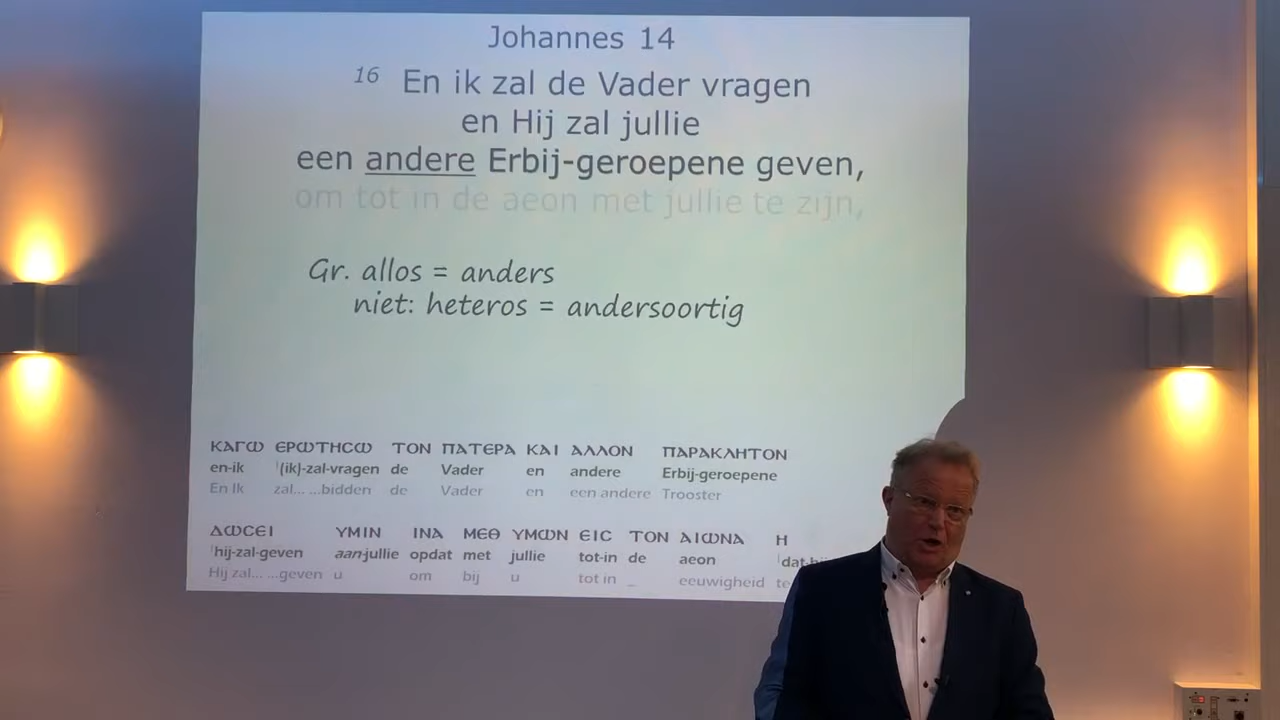 Johannes 14
16 En ik zal de Vader vragen
en Hij zal jullie
een andere Erbij-geroepene geven,
om tot in de aeon met jullie te zijn,
Gr. allos = anders
niet: heteros = andersoortig
ΚΑΓΩ ΕΡΩΤΗϹΩ ΤΟΝ ΠΑΤΕΡΑ ΚΑΙ ΑΛΛΟΝ ΠΑΡΑΚΛΗΤΟΝ
en-ik (ik)-zal-vragen de Vader en andere Erbij-geroepene
En Ik zal... ...bidden de Vader en een andere Trooster
ΔΩϹΕΙ ΥΜΙΝ ΙΝΑ ΜΕΘ ΥΜΩΝ ΕΙϹ ΤΟΝ ΑΙΩΝΑ Η
hij-zal-geven aan-jullie opdat met jullie tot-in de aeon
Hij zal... ...geven u om bij u tot in _ eeuwigheid